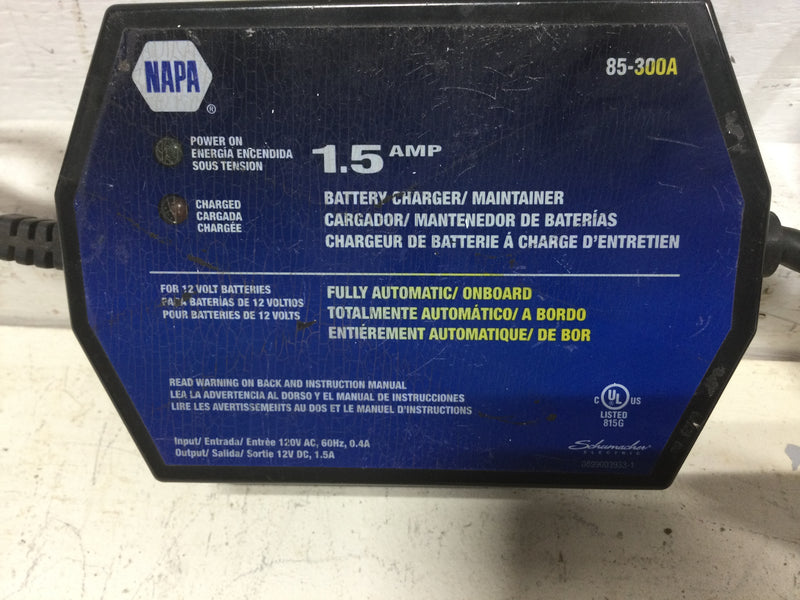 NAPA
®
85-300A
POWER ON
ENERGÍA ENCENDIDA
SOUS TENSION
1.5 AMP
CHARGED
CARGADA
CHARGÉE
BATTERY CHARGER/ MAINTAINER
CARGADOR/ MANTENEDOR DE BATERÍAS
CHARGEUR DE BATTERIE Á CHARGE D'ENTRETIEN
FOR 12 VOLT BATTERIES
PARA BATERÍAS DE 12 VOLTIOS
POUR BATTERIES DE 12 VOLTS
FULLY AUTOMATIC/ ONBOARD
TOTALMENTE AUTOMÁTICO/ A BORDO
ENTIÉREMENT AUTOMATIQUE/ DE BOR
READ WARNING ON BACK AND INSTRUCTION MANUAL
LEA LA ADVERTENCIA AL DORSO Y EL MANUAL DE INSTRUCCIONES
LIRE LES AVERTISSEMENTS AU DOS ET LE MANUEL D'INSTRUCTIONS
C UL US
LISTED
815G
Input/ Entrada/ Entrée 120V AC, 60Hz, 0.4A
Output/ Salida/ Sortie 12V DC, 1.5A
Schumacher
ELECTRIC